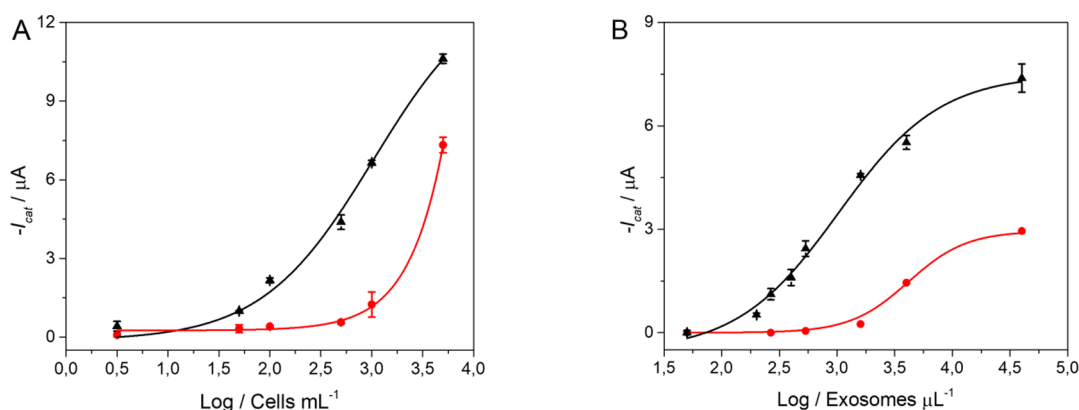 A
-12
9
6
3
0
-I_cat / μA
0,0 0,5 1,0 1,5 2,0 2,5 3,0 3,5 4,0
Log / Cells mL⁻¹
B
9
6
3
0
-I_cat / μA
1,5 2,0 2,5 3,0 3,5 4,0 4,5 5,0
Log / Exosomes μL⁻¹